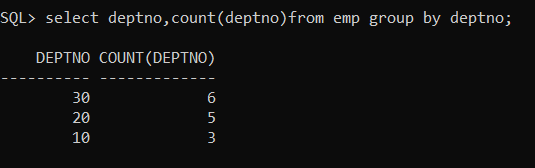 SQL> select deptno,count(deptno)from emp group by deptno;
    DEPTNO COUNT(DEPTNO)
---------- -------------
        30             6
        20             5
        10             3